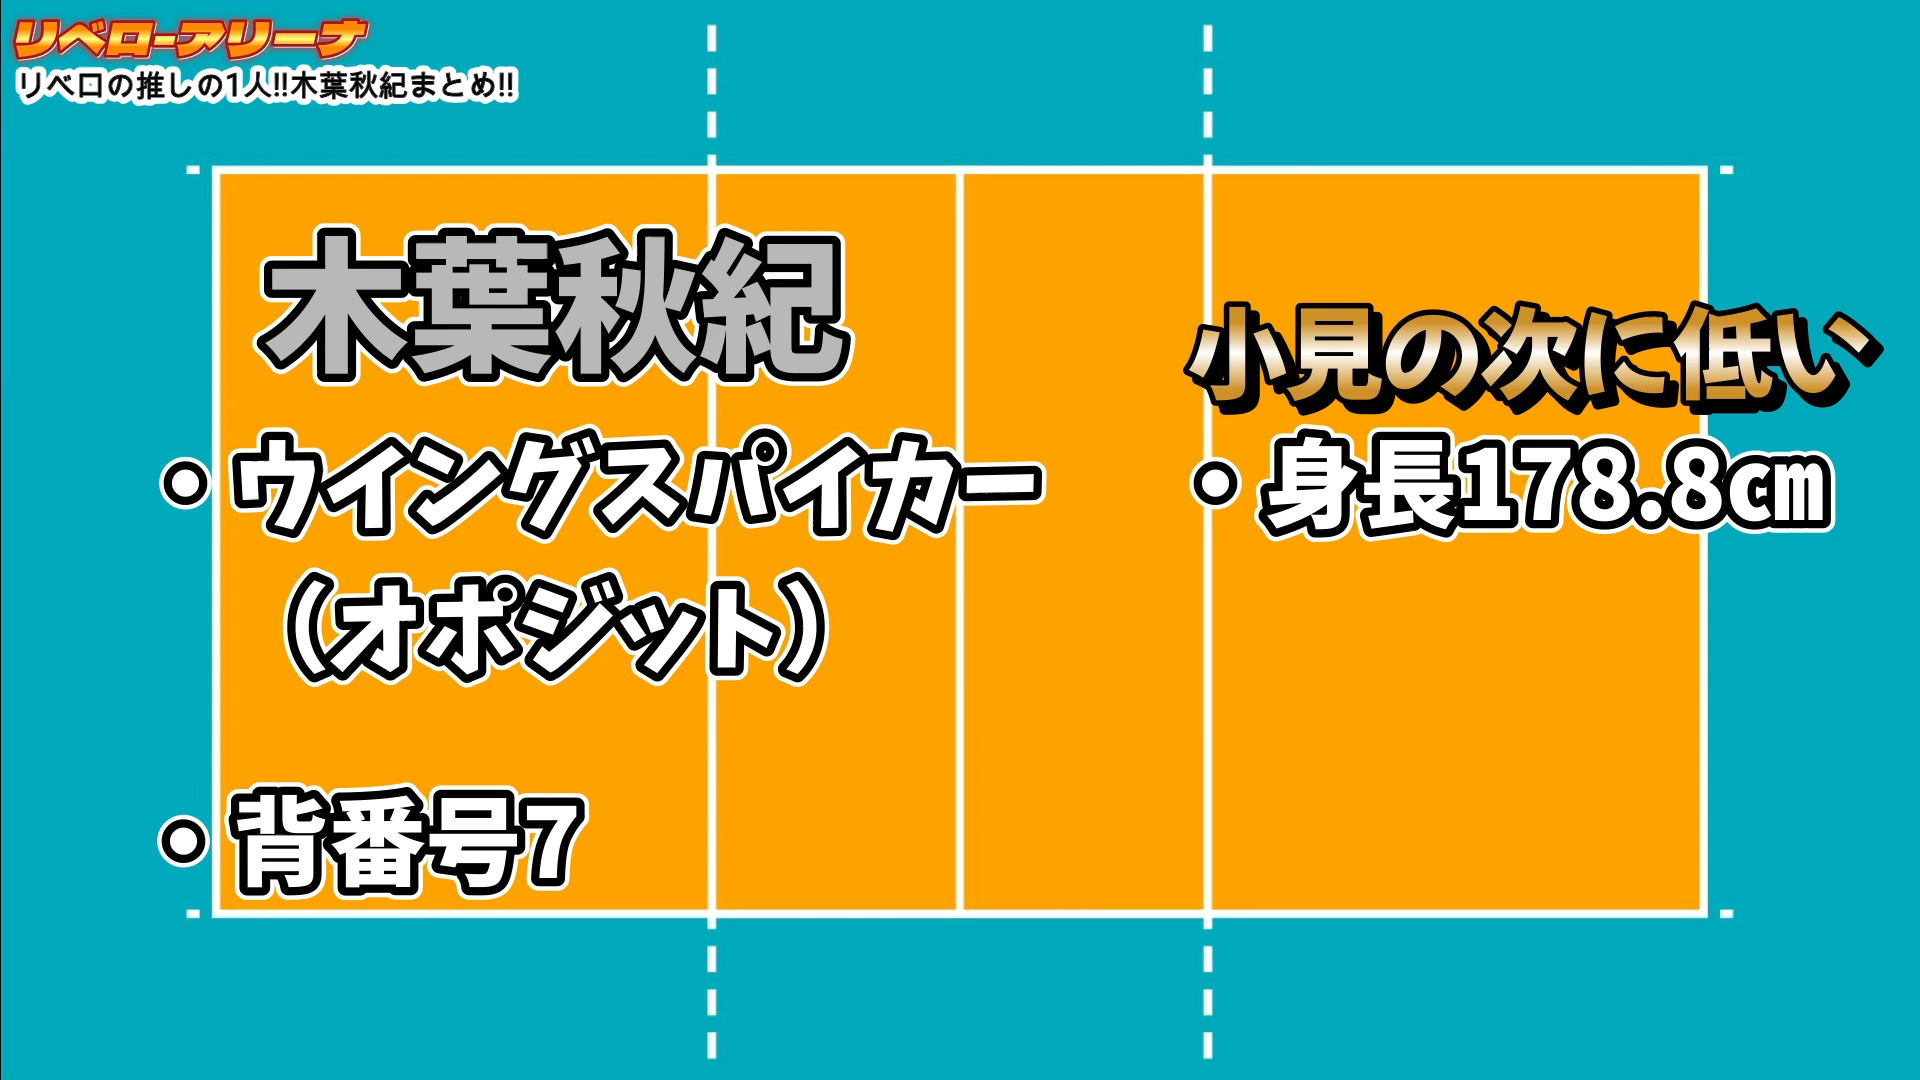 リベローアリーナ
リベロの推しの1人!!木葉秋紀まとめ!!
木葉秋紀
・ウイングスパイカー
（オポジット）
・背番号7
小見の次に低い
・身長178.8㎝